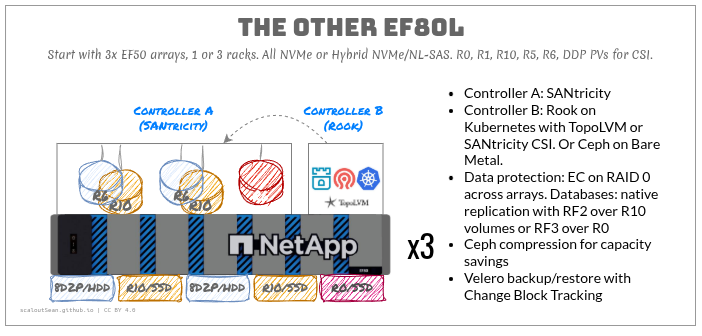 THE OTHER EF80L
Start with 3x EF50 arrays, 1 or 3 racks. All NVMe or Hybrid NVMe/NL-SAS. R0, R1, R10, R5, R6, DDP PVs for CSI.
CONTROLLER A
(SANTRICITY)
CONTROLLER B
(ROOK)
R6
R10
R6
R10
TopoLVM
NetApp
EF50
8D2P/HDD
R10/SSD
8D2P/HDD
R10/SSD
R0/SSD
x3
• Controller A: SANtricity
• Controller B: Rook on
Kubernetes with TopoLVM or
SANtricity CSI. Or Ceph on Bare
Metal.
• Data protection: EC on RAID 0
across arrays. Databases: native
replication with RF2 over R10
volumes or RF3 over R0
• Ceph compression for capacity
savings
• Velero backup/restore with
Change Block Tracking
scaleoutSean.github.io | CC BY 4.0